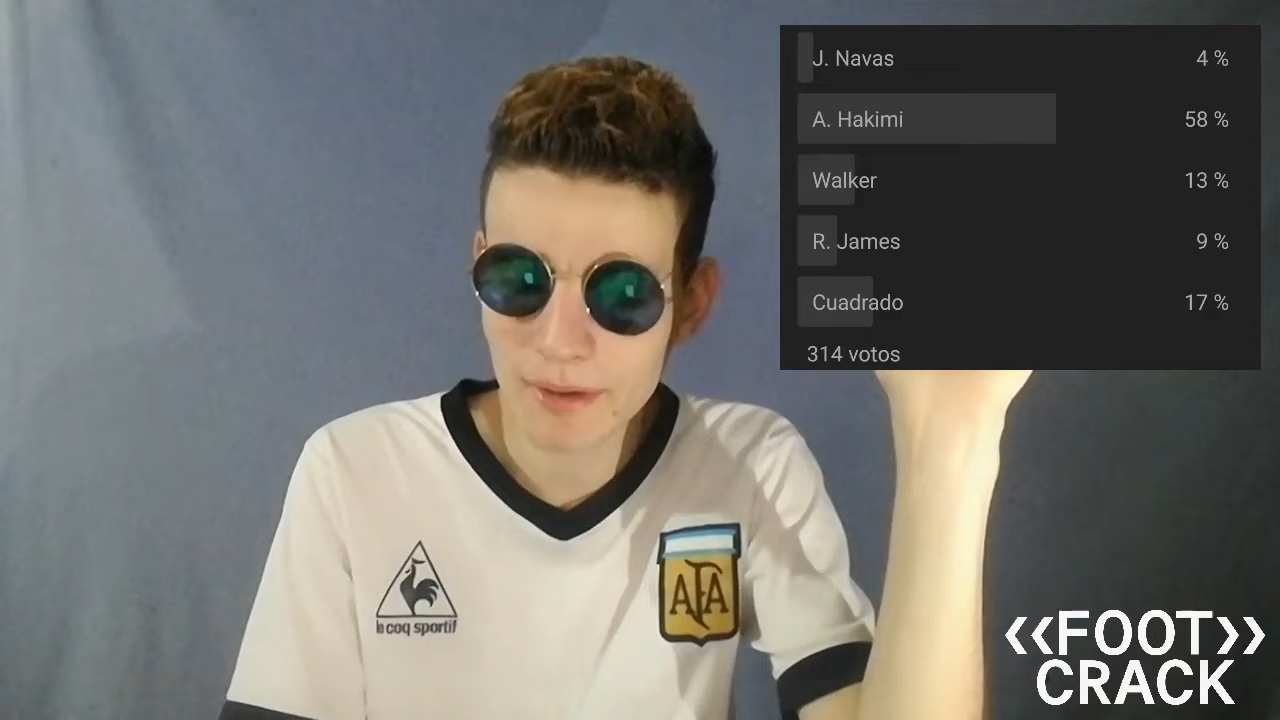 J. Navas 4 %
A. Hakimi 58 %
Walker 13 %
R. James 9 %
Cuadrado 17 %
314 votos
le coq sportif
AFA
‹‹FOOT››
CRACK